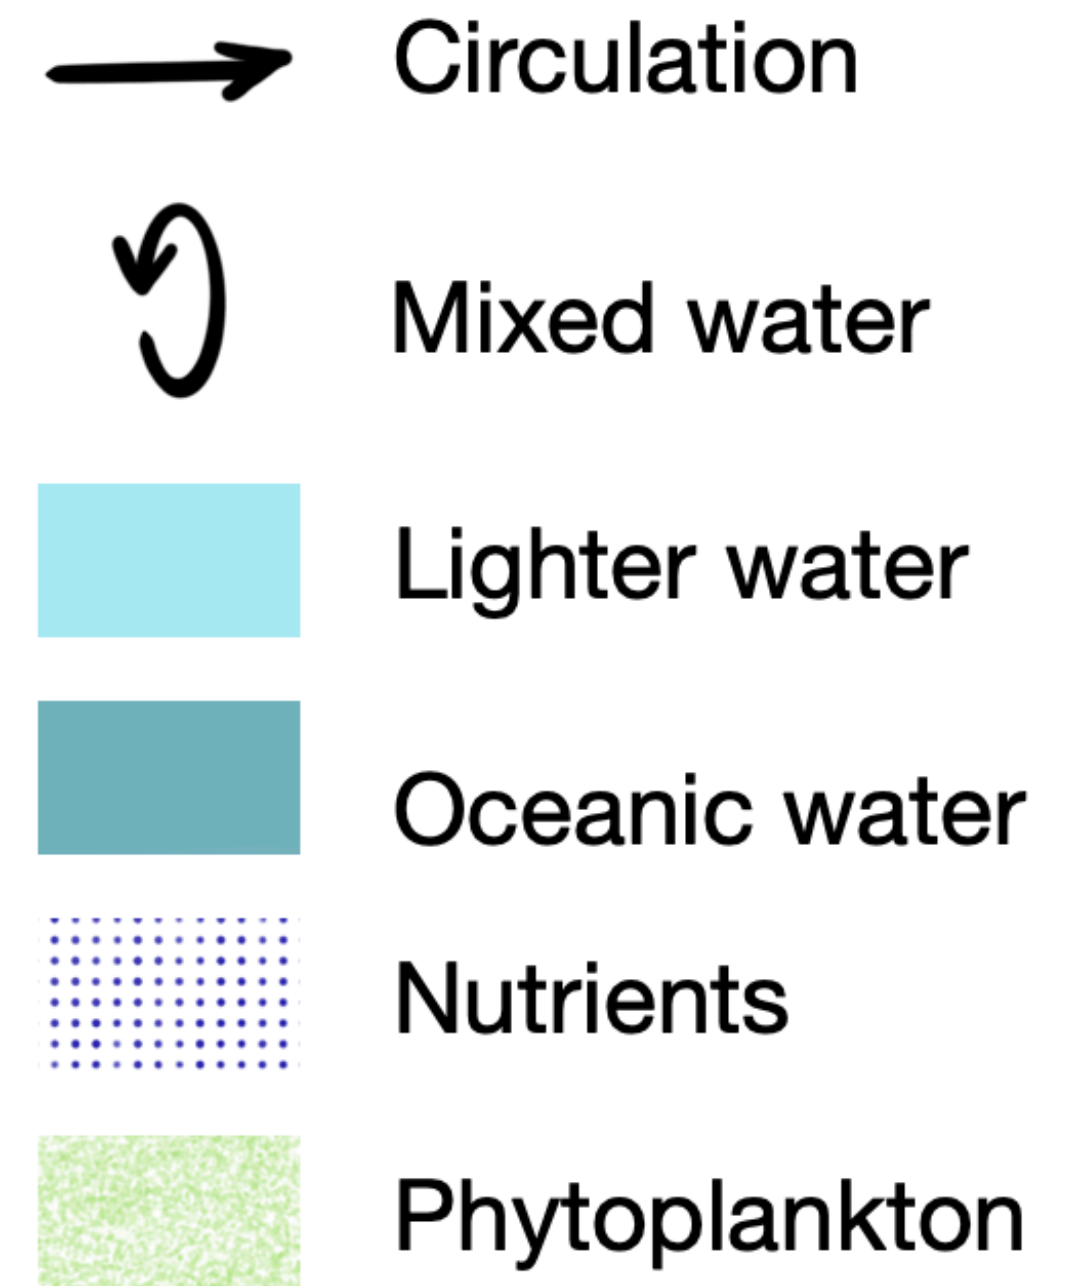 Circulation
Mixed water
Lighter water
Oceanic water
Nutrients
Phytoplankton